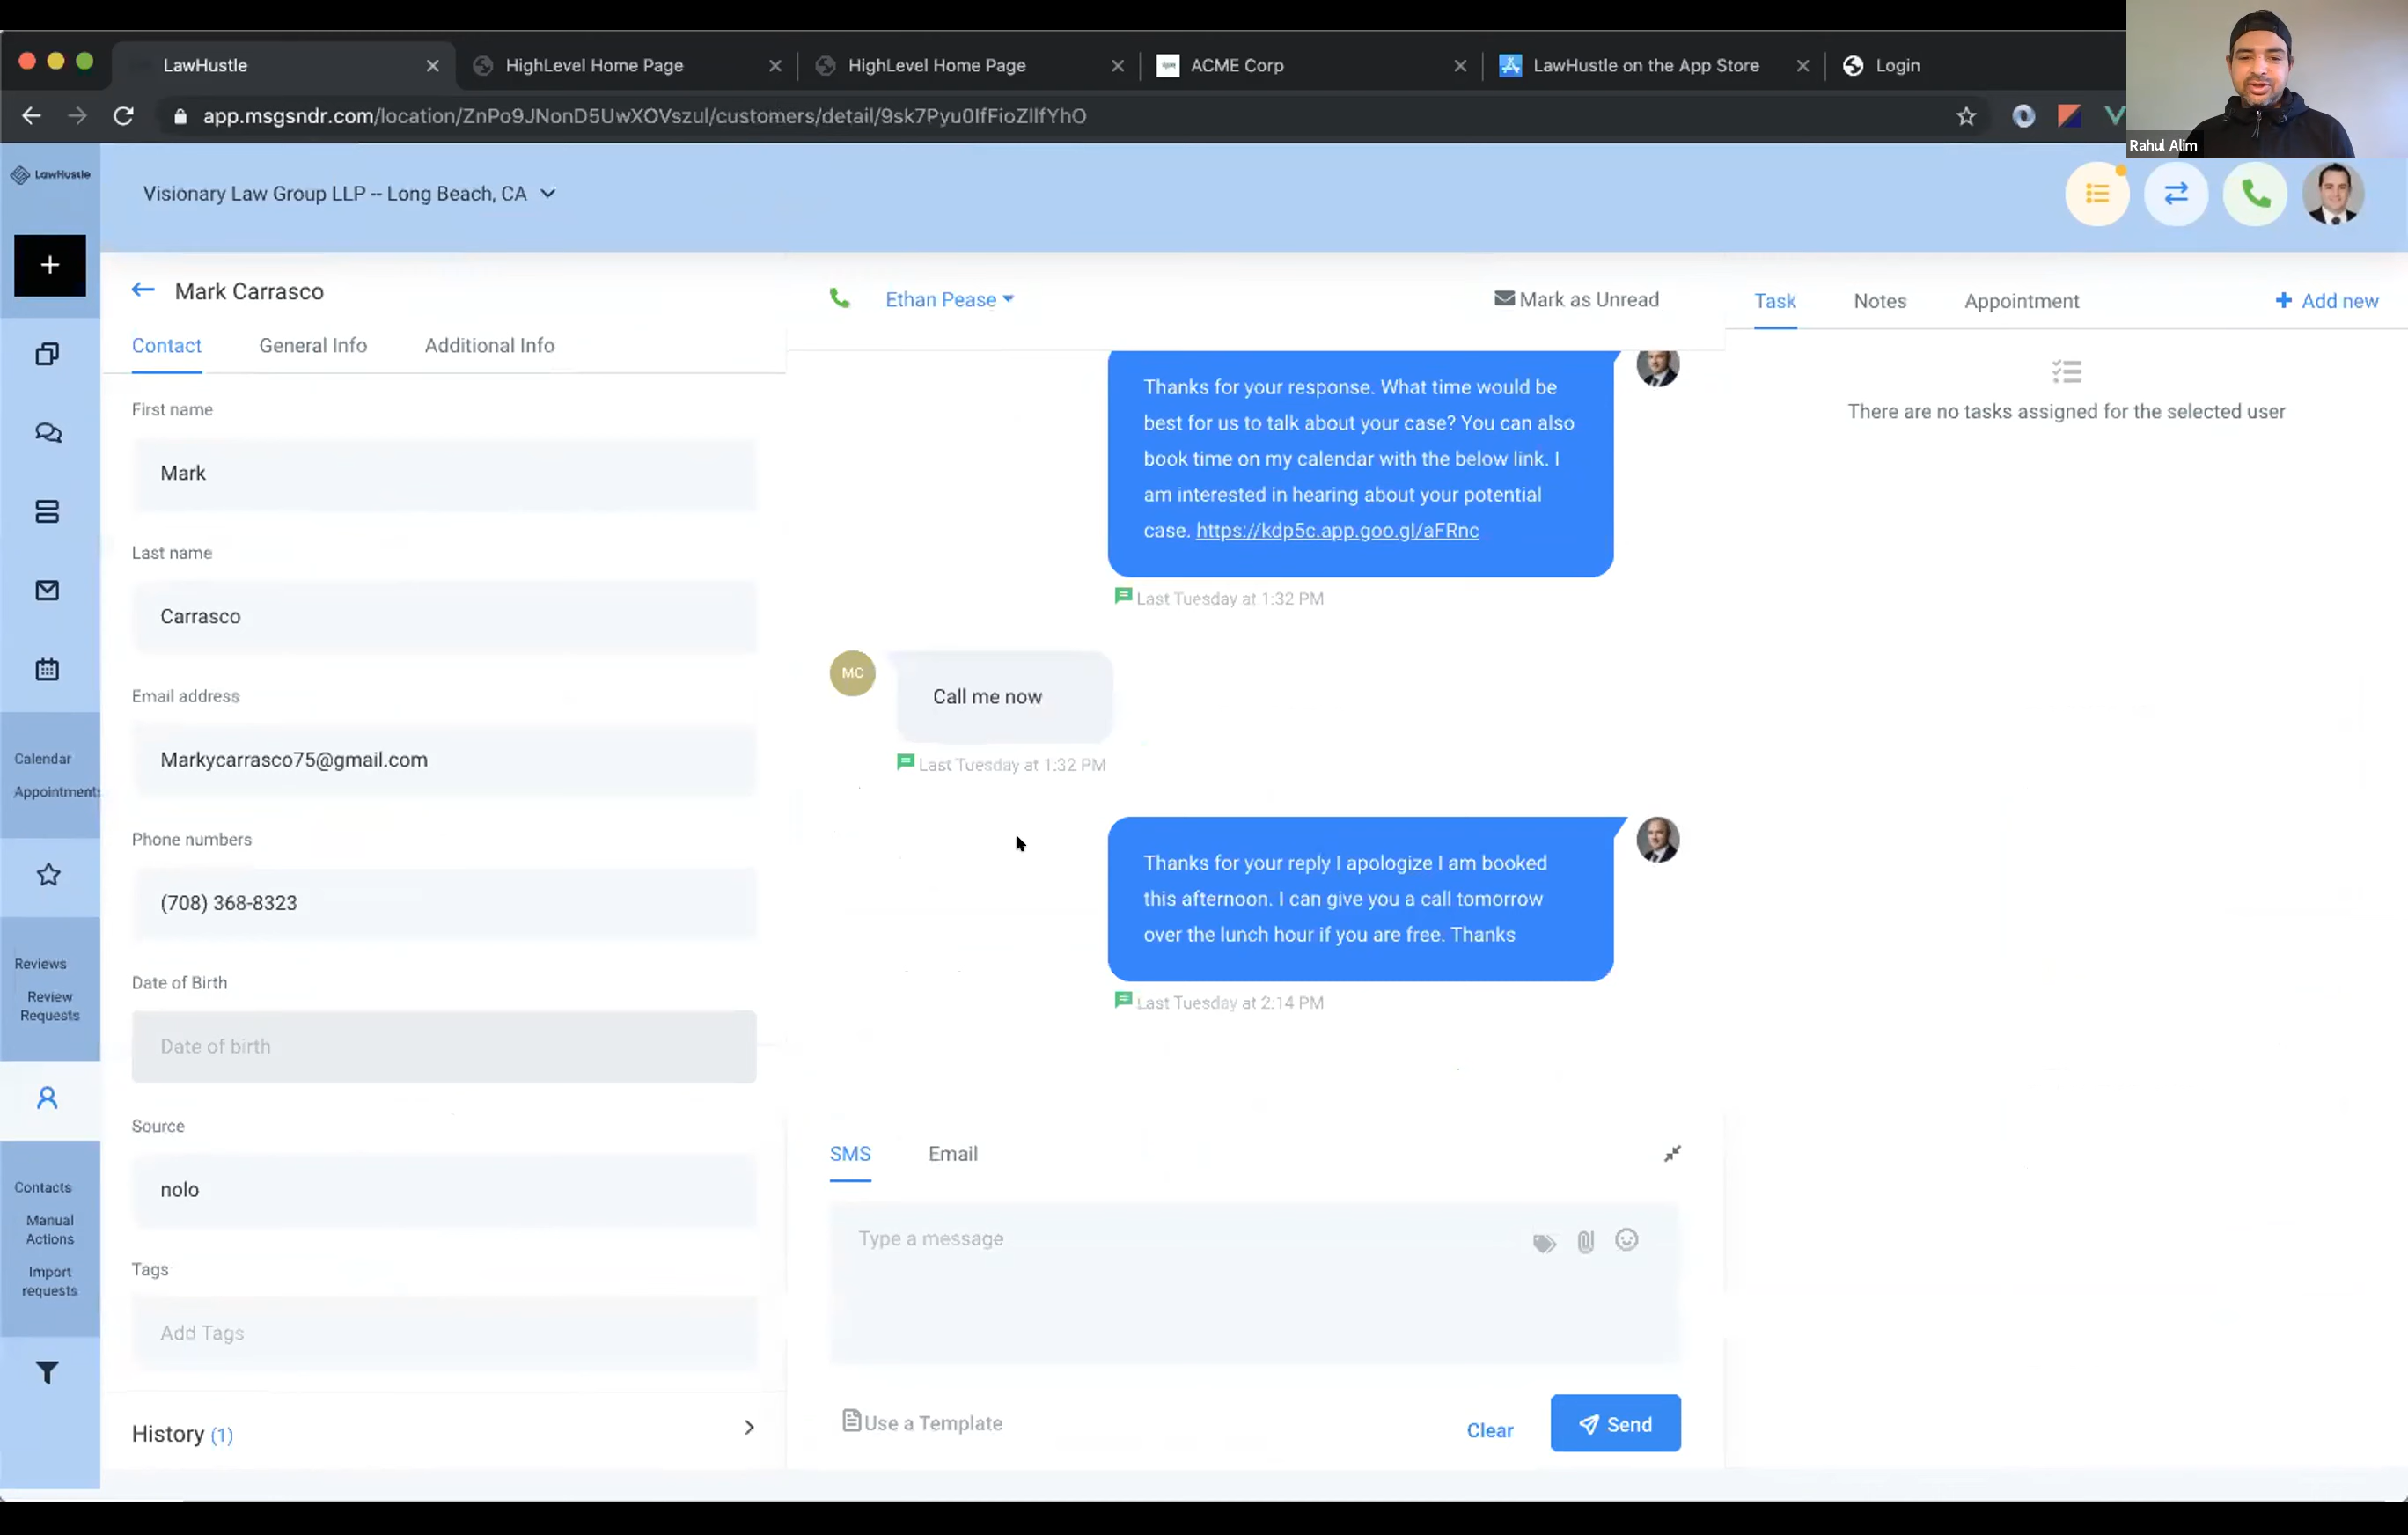 LawHustle
HighLevel Home Page
HighLevel Home Page
ACME Corp
LawHustle on the App Store
Login
app.msgsndr.com/location/ZnPo9JNonD5UwXOVszul/customers/detail/9sk7Pyu0IfFioZIlfYhO
Rahul Alim
LawHustle
Visionary Law Group LLP -- Long Beach, CA
Mark Carrasco
Contact
General Info
Additional Info
First name
Mark
Last name
Carrasco
Email address
Markycarrasco75@gmail.com
Phone numbers
(708) 368-8323
Date of Birth
Date of birth
Source
nolo
Tags
Add Tags
History (1)
Calendar
Appointments
Reviews
Review
Requests
Contacts
Manual
Actions
Import
requests
Ethan Pease
Mark as Unread
Thanks for your response. What time would be
best for us to talk about your case? You can also
book time on my calendar with the below link. I
am interested in hearing about your potential
case. https://kdp5c.app.goo.gl/aFRnc
Last Tuesday at 1:32 PM
MC
Call me now
Last Tuesday at 1:32 PM
Thanks for your reply I apologize I am booked
this afternoon. I can give you a call tomorrow
over the lunch hour if you are free. Thanks
Last Tuesday at 2:14 PM
SMS
Email
Type a message
Use a Template
Clear
Send
Task
Notes
Appointment
+ Add new
There are no tasks assigned for the selected user